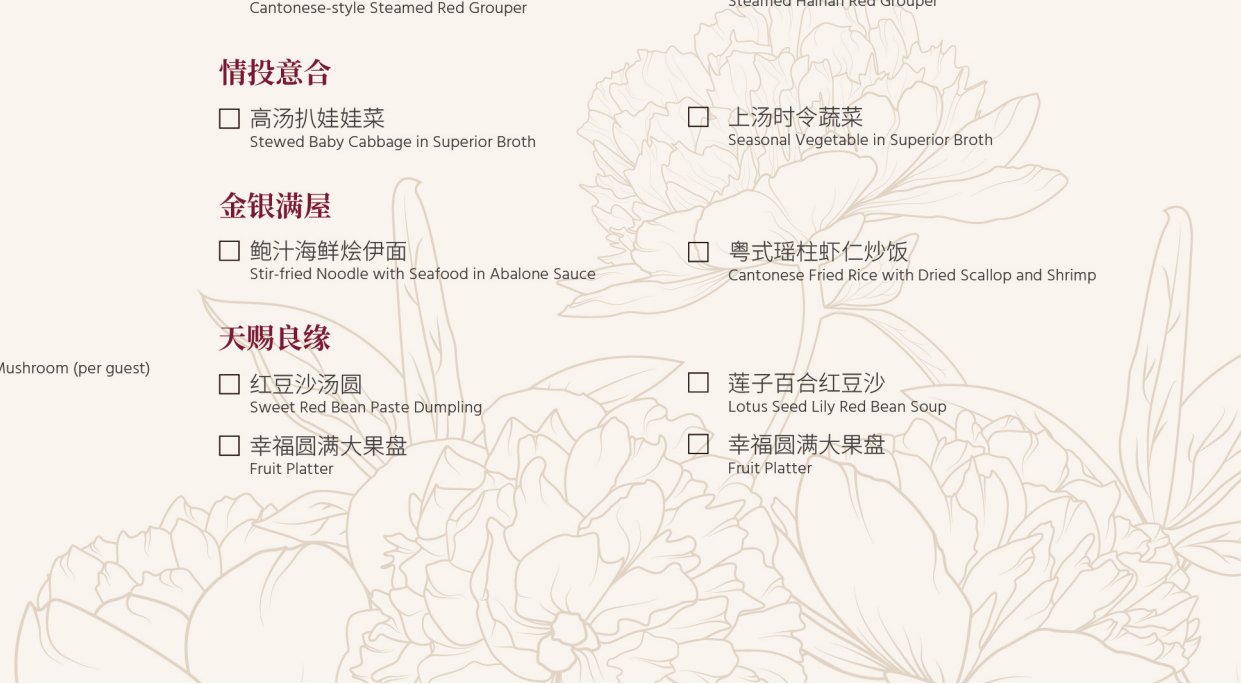 Cantonese-style Steamed Red Grouper
Steamed Hainan Red Grouper
情投意合
高汤扒娃娃菜
Stewed Baby Cabbage in Superior Broth
上汤时令蔬菜
Seasonal Vegetable in Superior Broth
金银满屋
鲍汁海鲜烩伊面
Stir-fried Noodle with Seafood in Abalone Sauce
粤式瑶柱虾仁炒饭
Cantonese Fried Rice with Dried Scallop and Shrimp
天赐良缘
Mushroom (per guest)
红豆沙汤圆
Sweet Red Bean Paste Dumpling
莲子百合红豆沙
Lotus Seed Lily Red Bean Soup
幸福圆满大果盘
Fruit Platter
幸福圆满大果盘
Fruit Platter